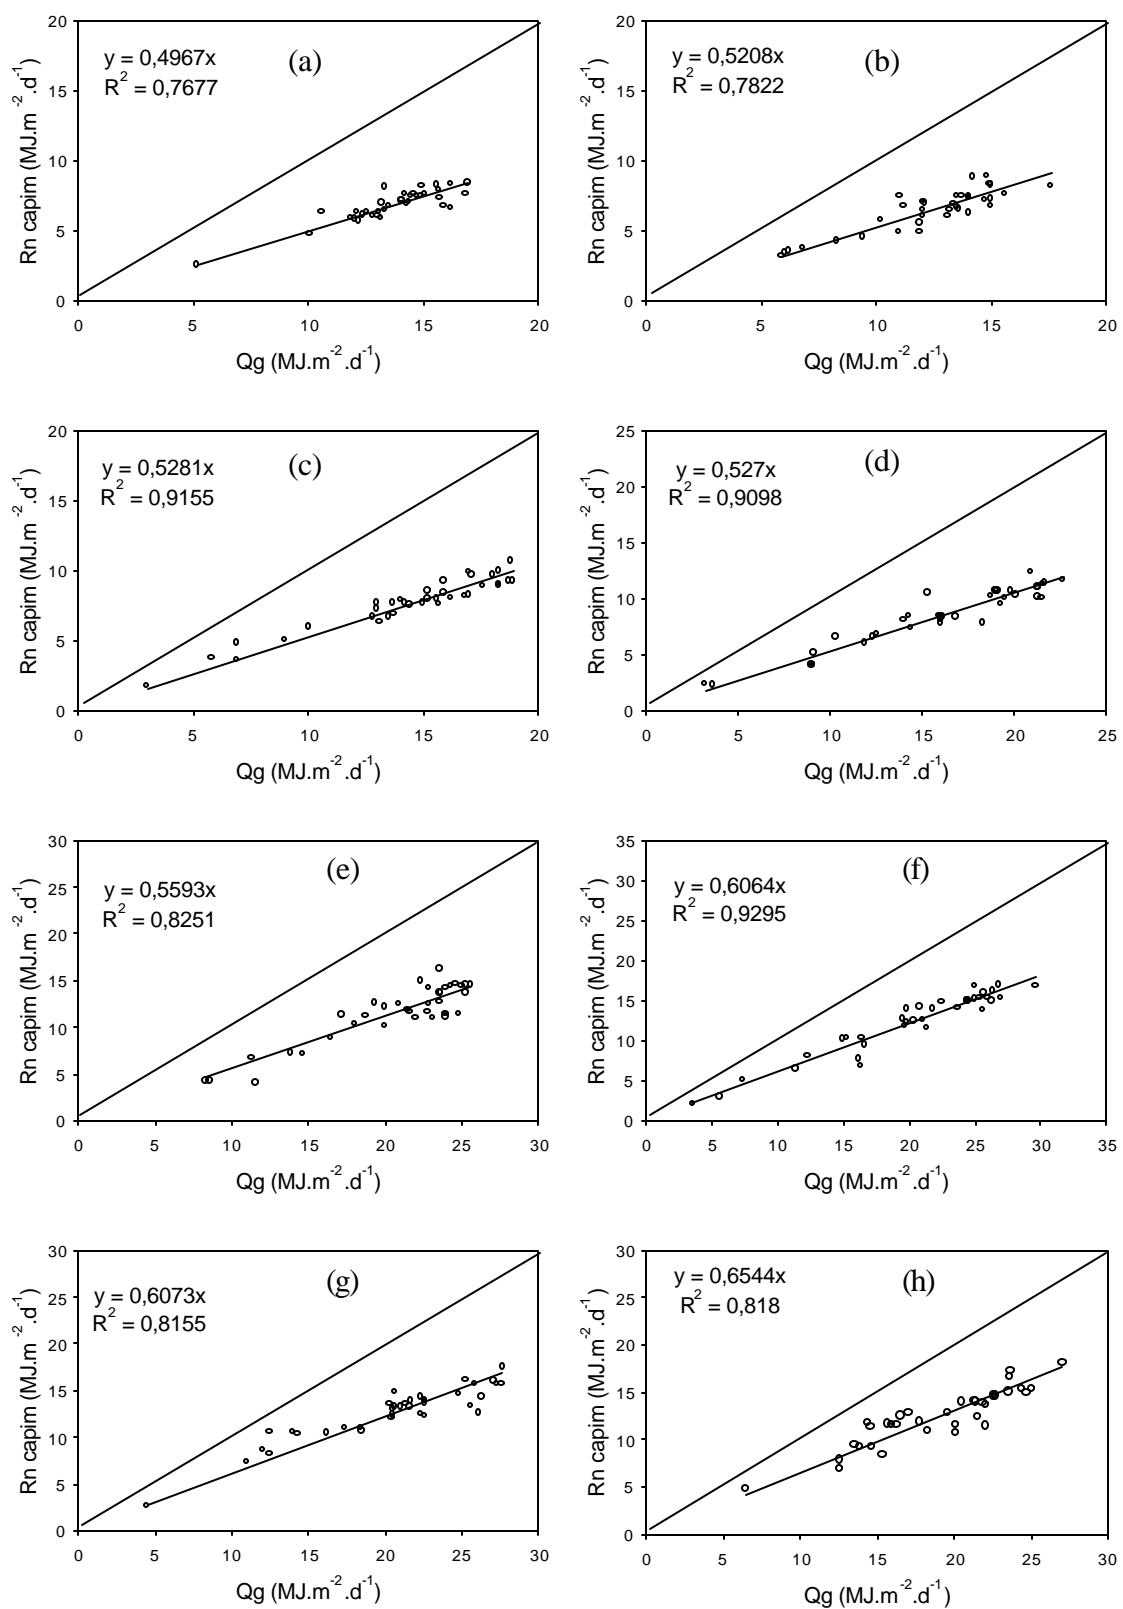 y = 0,4967x
R² = 0,7677
(a)
20
15
10
5
0
Rn capim (MJ.m⁻².d⁻¹)
0 5 10 15 20
Qg (MJ.m⁻².d⁻¹)
y = 0,5208x
R² = 0,7822
(b)
20
15
10
5
0
Rn capim (MJ.m⁻².d⁻¹)
0 5 10 15 20
Qg (MJ.m⁻².d⁻¹)
y = 0,5281x
R² = 0,9155
(c)
20
15
10
5
0
Rn capim (MJ.m⁻².d⁻¹)
0 5 10 15 20
Qg (MJ.m⁻².d⁻¹)
y = 0,527x
R² = 0,9098
(d)
25
20
15
10
5
0
Rn capim (MJ.m⁻².d⁻¹)
0 5 10 15 20 25
Qg (MJ.m⁻².d⁻¹)
y = 0,5593x
R² = 0,8251
(e)
30
25
20
15
10
5
0
Rn capim (MJ.m⁻².d⁻¹)
0 5 10 15 20 25 30
Qg (MJ.m⁻².d⁻¹)
y = 0,6064x
R² = 0,9295
(f)
35
30
25
20
15
10
5
0
Rn capim (MJ.m⁻².d⁻¹)
0 5 10 15 20 25 30 35
Qg (MJ.m⁻².d⁻¹)
y = 0,6073x
R² = 0,8155
(g)
30
25
20
15
10
5
0
Rn capim (MJ.m⁻².d⁻¹)
0 5 10 15 20 25 30
Qg (MJ.m⁻².d⁻¹)
y = 0,6544x
R² = 0,818
(h)
30
25
20
15
10
5
0
Rn capim (MJ.m⁻².d⁻¹)
0 5 10 15 20 25 30
Qg (MJ.m⁻².d⁻¹)